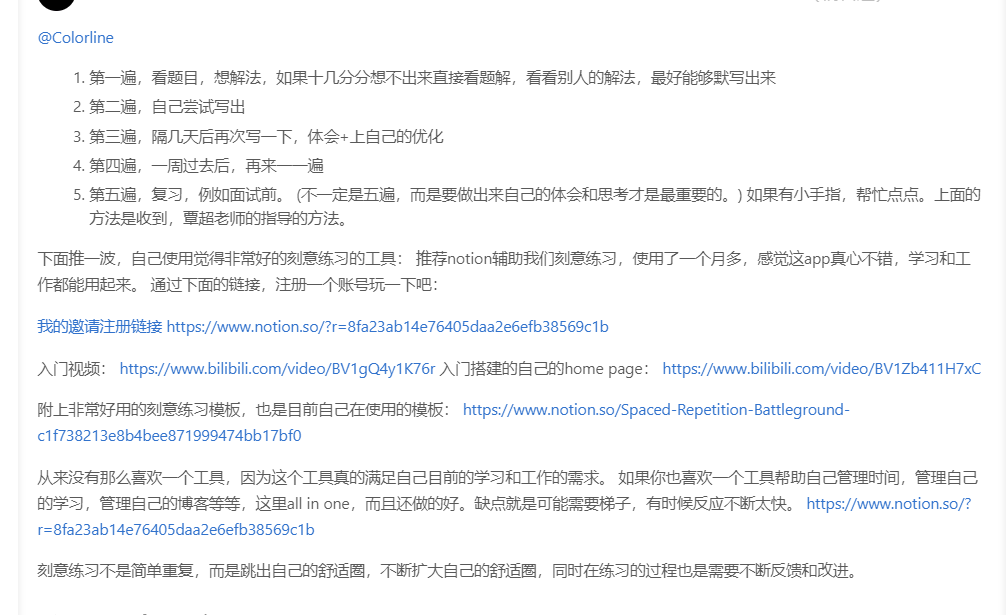 @Colorline
1. 第一遍，看题目，想解法，如果十几分分想不出来直接看题解，看看别人的解法，最好能够默写出来
2. 第二遍，自己尝试写出
3. 第三遍，隔几天后再次写一下，体会+上自己的优化
4. 第四遍，一周过去后，再来一一遍
5. 第五遍，复习，例如面试前。 (不一定是五遍，而是要做出来自己的体会和思考才是最重要的。) 如果有小手指，帮忙点点。上面的
方法是收到，覃超老师的指导的方法。
下面推一波，自己使用觉得非常好的刻意练习的工具： 推荐notion辅助我们刻意练习，使用了一个月多，感觉这app真心不错，学习和工
作都能用起来。 通过下面的链接，注册一个账号玩一下吧：
我的邀请注册链接 https://www.notion.so/?r=8fa23ab14e76405daa2e6efb38569c1b
入门视频： https://www.bilibili.com/video/BV1gQ4y1K76r 入门搭建的自己的home page： https://www.bilibili.com/video/BV1Zb411H7xC
附上非常好用的刻意练习模板，也是目前自己在使用的模板： https://www.notion.so/Spaced-Repetition-Battleground-
c1f738213e8b4bee871999474bb17bf0
从来没有那么喜欢一个工具，因为这个工具真的满足自己目前的学习和工作的需求。 如果你也喜欢一个工具帮助自己管理时间，管理自己
的学习，管理自己的博客等等，这里all in one，而且还做的好。缺点就是可能需要梯子，有时候反应不断太快。 https://www.notion.so/?
r=8fa23ab14e76405daa2e6efb38569c1b
刻意练习不是简单重复，而是跳出自己的舒适圈，不断扩大自己的舒适圈，同时在练习的过程也是需要不断反馈和改进。